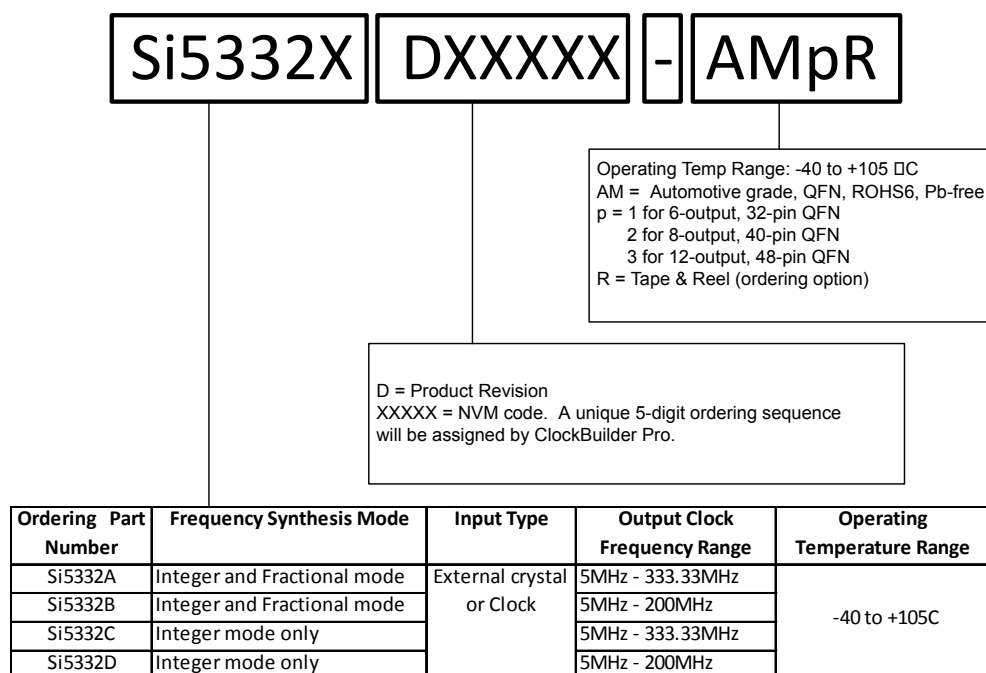 Si5332X DXXXXX - AMpR
Operating Temp Range: -40 to +105 □C
AM = Automotive grade, QFN, ROHS6, Pb-free
p = 1 for 6-output, 32-pin QFN
2 for 8-output, 40-pin QFN
3 for 12-output, 48-pin QFN
R = Tape & Reel (ordering option)
D = Product Revision
XXXXX = NVM code. A unique 5-digit ordering sequence
will be assigned by ClockBuilder Pro.
Ordering Part Number | Frequency Synthesis Mode | Input Type | Output Clock Frequency Range | Operating Temperature Range
Si5332A | Integer and Fractional mode | External crystal or Clock | 5MHz - 333.33MHz | -40 to +105C
Si5332B | Integer and Fractional mode | 5MHz - 200MHz
Si5332C | Integer mode only | 5MHz - 333.33MHz
Si5332D | Integer mode only | 5MHz - 200MHz